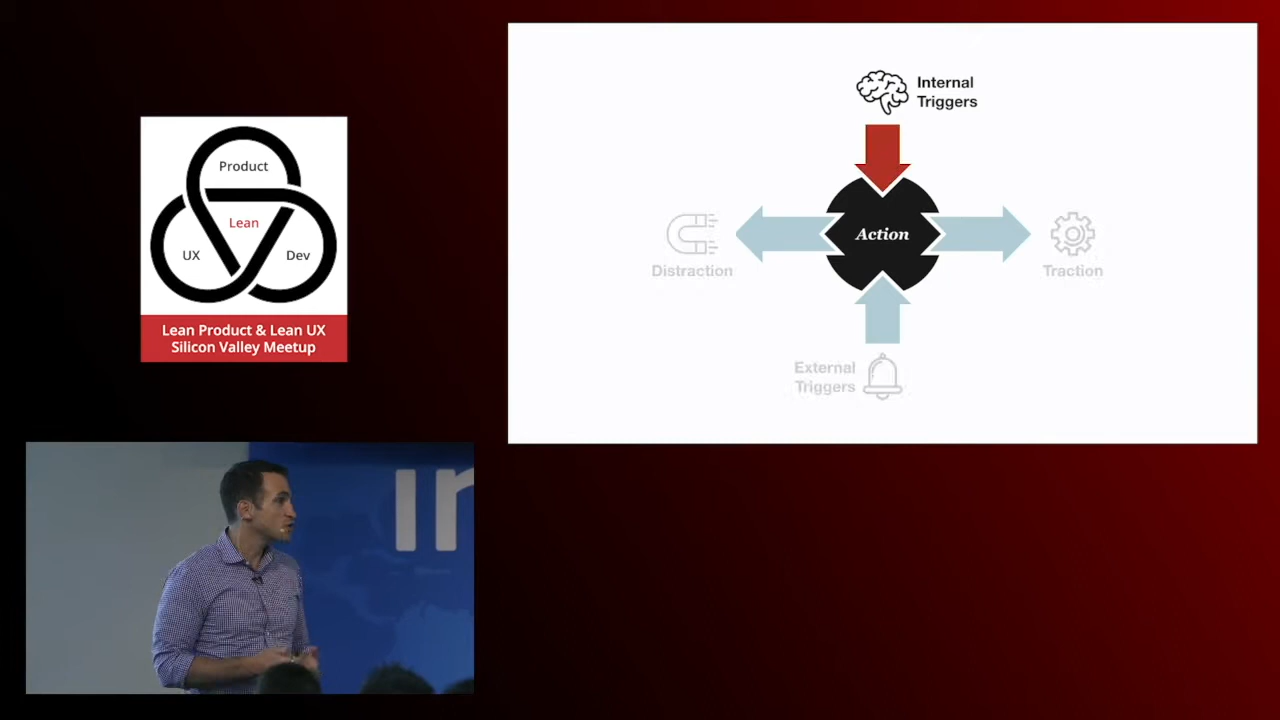 Product
Lean
UX
Dev
Lean Product & Lean UX
Silicon Valley Meetup
Internal
Triggers
Action
Distraction
Traction
External
Triggers